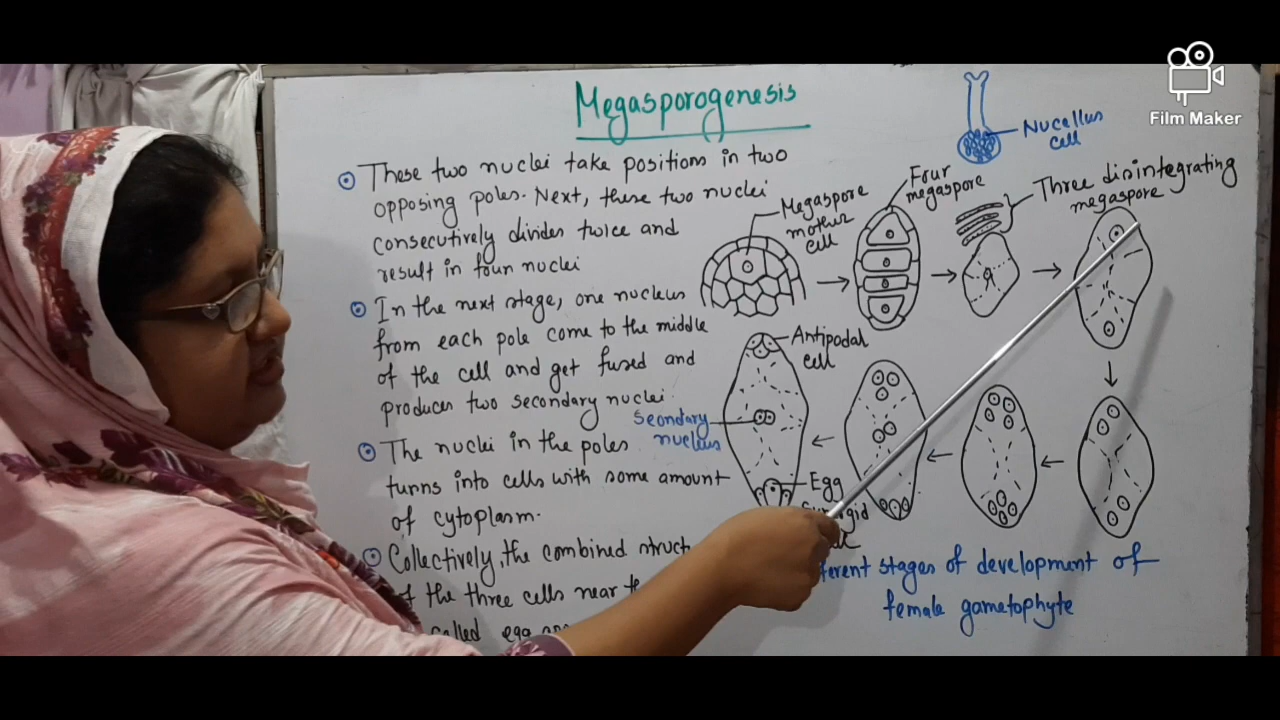 Film Maker
Megasporogenesis
These two nuclei take positions in two
opposing poles. Next, these two nuclei
consecutively divides twice and
result in four nuclei
In the next stage, one nucleus
from each pole come to the middle
of the cell and get fused and
produces two secondary nuclei.
The nuclei in the poles
turns into cells with some amount
of cytoplasm.
Collectively, the combined struct
of the three cells near
called egg
Nucellus
cell
Megaspore
mother
cell
Four
megaspore
Three disintegrating
megaspore
Antipodal
cell
Seondary
nucleus
Egg
ferent stages of development of
female gametophyte